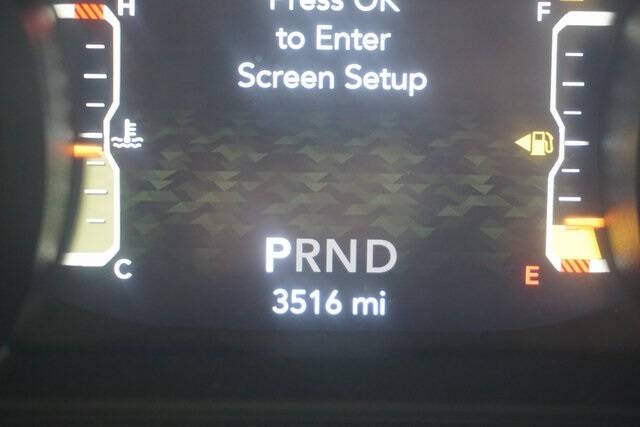 H
F
Press OK
to Enter
Screen Setup
C
E
PRND
3516 mi